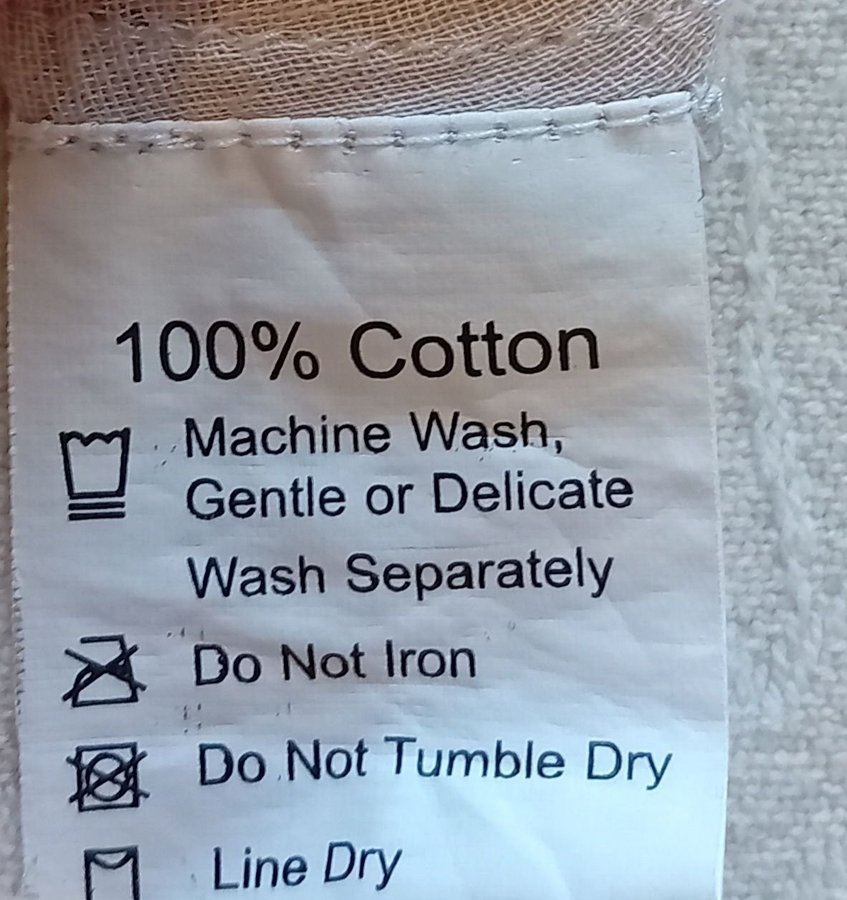 100% Cotton
Machine Wash,
Gentle or Delicate
Wash Separately
Do Not Iron
Do Not Tumble Dry
Line Dry